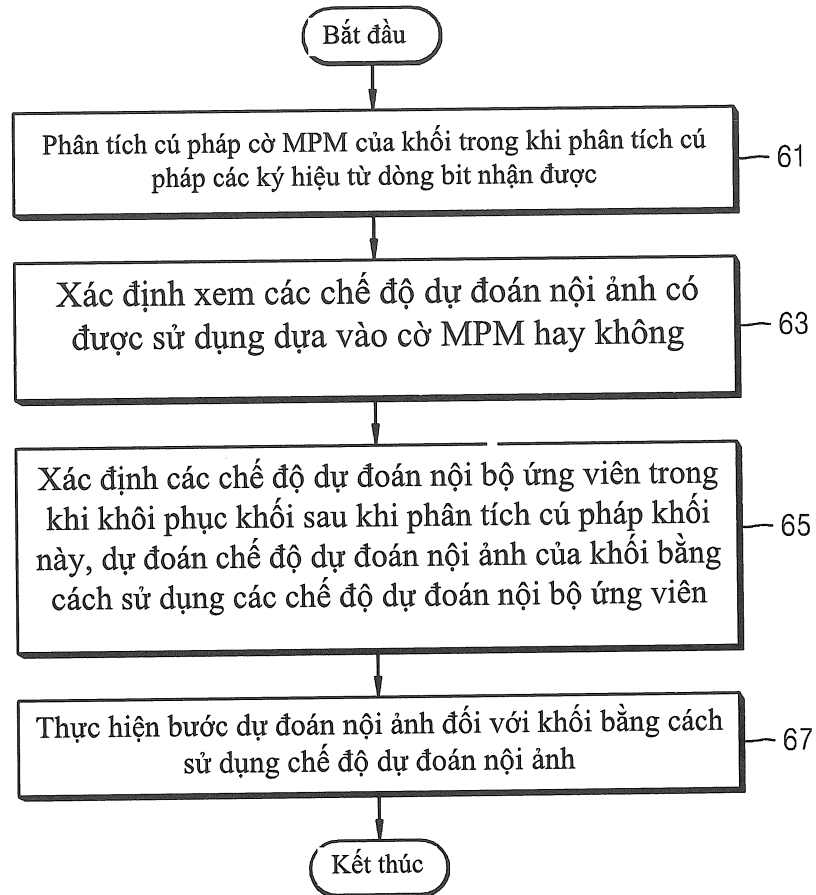 Bắt đầu
Phân tích cú pháp cờ MPM của khối trong khi phân tích cú
pháp các ký hiệu từ dòng bit nhận được
61
Xác định xem các chế độ dự đoán nội ảnh có
được sử dụng dựa vào cờ MPM hay không
63
Xác định các chế độ dự đoán nội bộ ứng viên trong
khi khôi phục khối sau khi phân tích cú pháp khối
này, dự đoán chế độ dự đoán nội ảnh của khối bằng
cách sử dụng các chế độ dự đoán nội bộ ứng viên
65
Thực hiện bước dự đoán nội ảnh đối với khối bằng cách
sử dụng chế độ dự đoán nội ảnh
67
Kết thúc